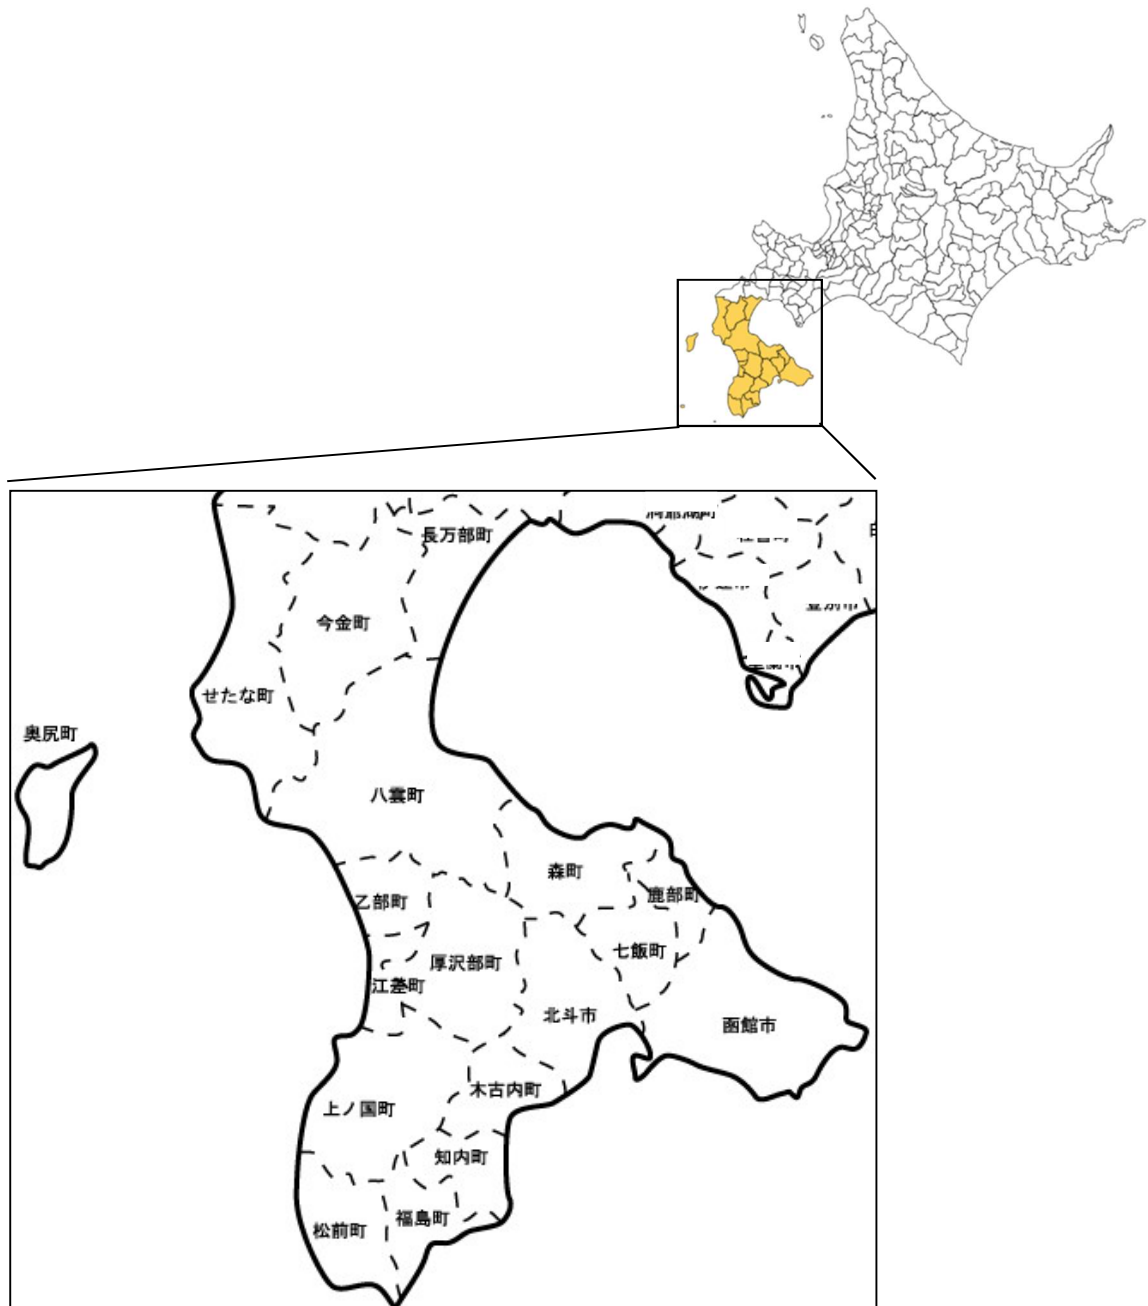 長万部町
今金町
せたな町
奥尻町
八雲町
森町
鹿部町
乙部町
七飯町
厚沢部町
江差町
北斗市
函館市
木古内町
上ノ国町
知内町
福島町
松前町